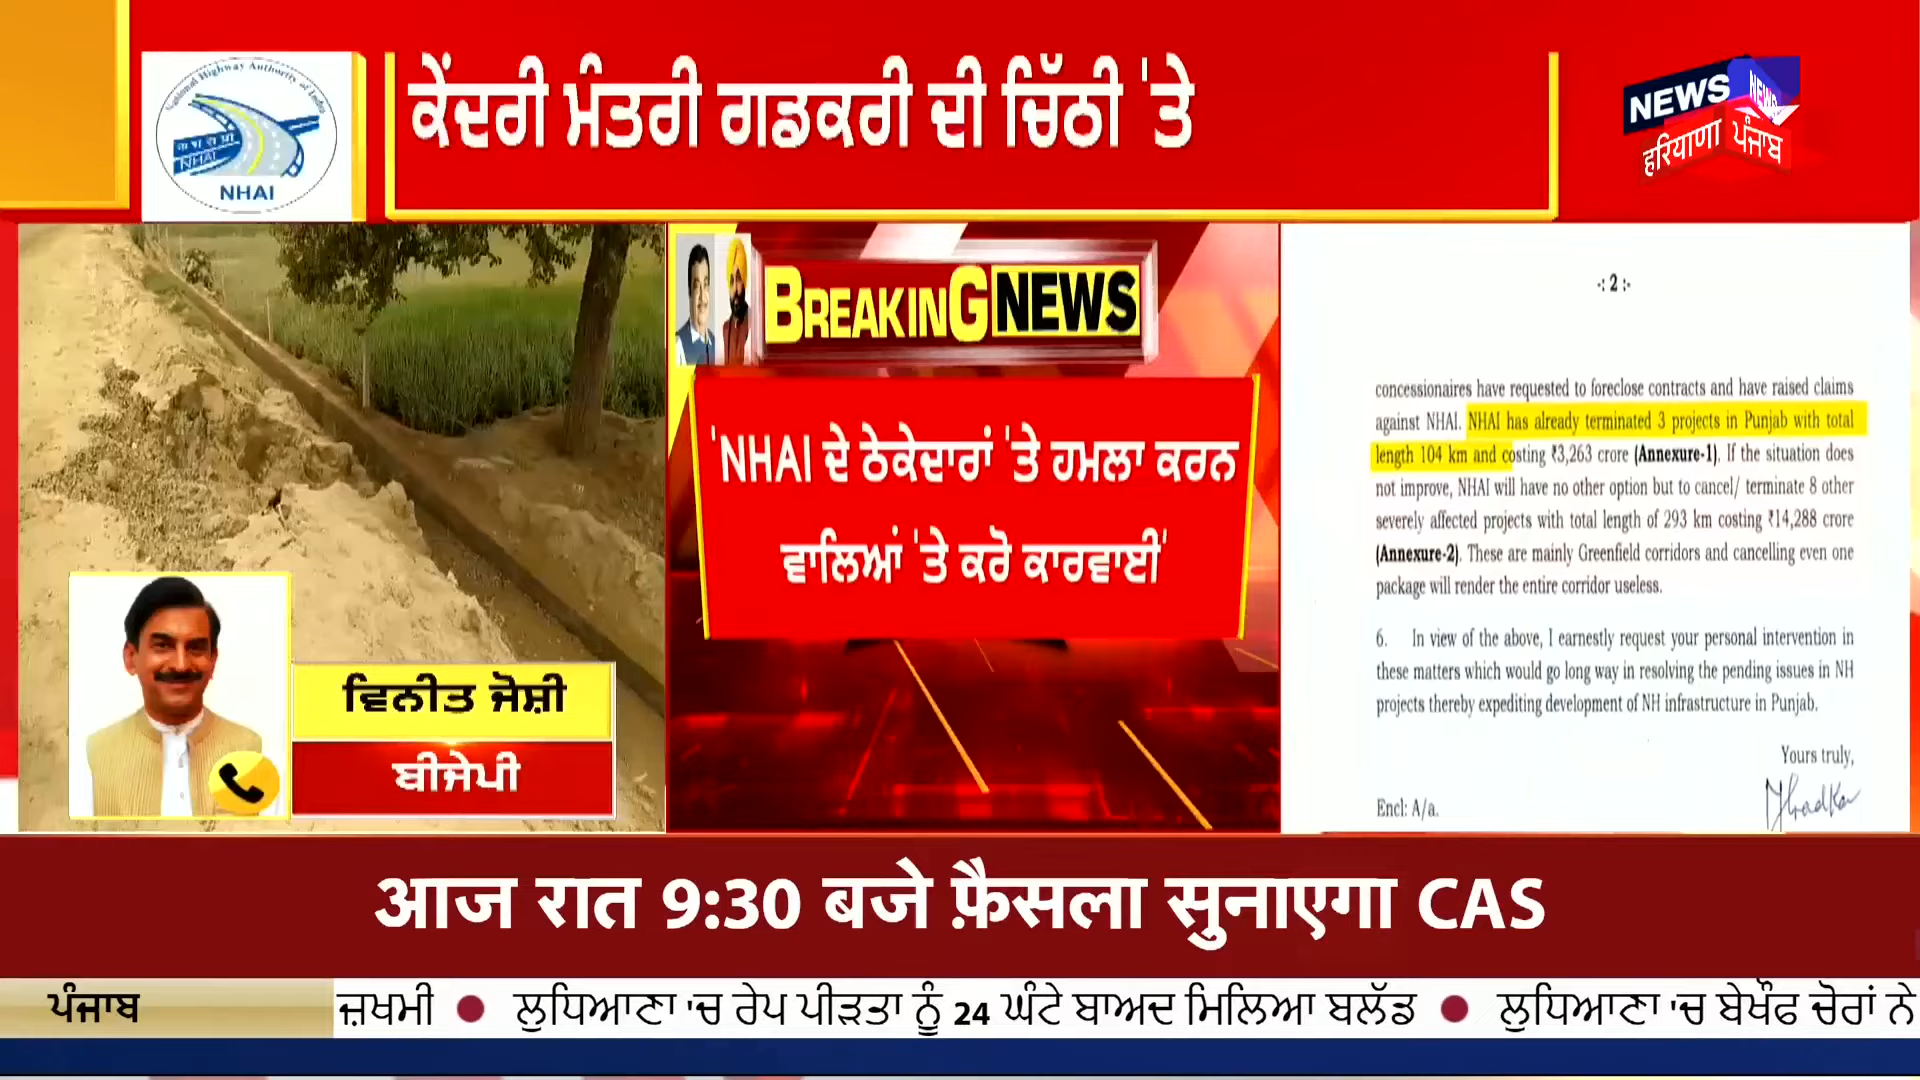 National Highway Authority of India
भा रा रा प्रा
NHAI
NHAI
ਕੇਂਦਰੀ ਮੰਤਰੀ ਗਡਕਰੀ ਦੀ ਚਿੱਠੀ 'ਤੇ
NEWS NEWS
हरियाणा ਪੰਜਾਬ
BREAKING NEWS
'NHAI ਦੇ ਠੇਕੇਦਾਰਾਂ 'ਤੇ ਹਮਲਾ ਕਰਨ
ਵਾਲਿਆਂ 'ਤੇ ਕਰੋ ਕਾਰਵਾਈ'
ਵਿਨੀਤ ਜੋਸ਼ੀ
ਬੀਜੇਪੀ
-: 2 :-
concessionaires have requested to foreclose contracts and have raised claims
against NHAI. NHAI has already terminated 3 projects in Punjab with total
length 104 km and costing ₹3,263 crore (Annexure-1). If the situation does
not improve, NHAI will have no other option but to cancel/ terminate 8 other
severely affected projects with total length of 293 km costing ₹14,288 crore
(Annexure-2). These are mainly Greenfield corridors and cancelling even one
package will render the entire corridor useless.
6. In view of the above, I earnestly request your personal intervention in
these matters which would go long way in resolving the pending issues in NH
projects thereby expediting development of NH infrastructure in Punjab.
Yours truly,
Encl: A/a.
आज रात 9:30 बजे फ़ैसला सुनाएगा CAS
ਪੰਜਾਬ
ਜ਼ਖਮੀ ● ਲੁਧਿਆਣਾ 'ਚ ਰੇਪ ਪੀੜਤਾ ਨੂੰ 24 ਘੰਟੇ ਬਾਅਦ ਮਿਲਿਆ ਬਲੱਡ ● ਲੁਧਿਆਣਾ 'ਚ ਬੇਖੌਫ ਚੋਰਾਂ ਨੇ